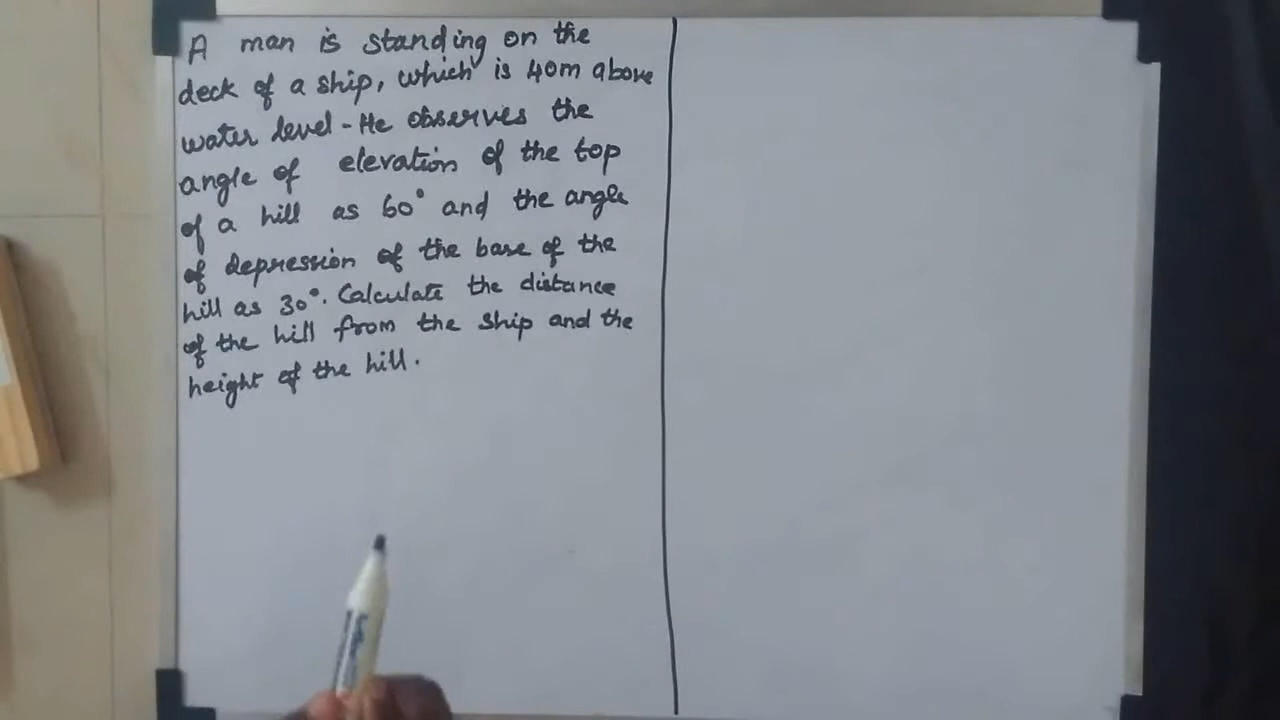 A man is standing on the
deck of a ship, which is 40m above
water level - He observes the
angle of elevation of the top
of a hill as 60° and the angle
of depression of the base of the
hill as 30°. Calculate the distance
of the hill from the ship and the
height of the hill.